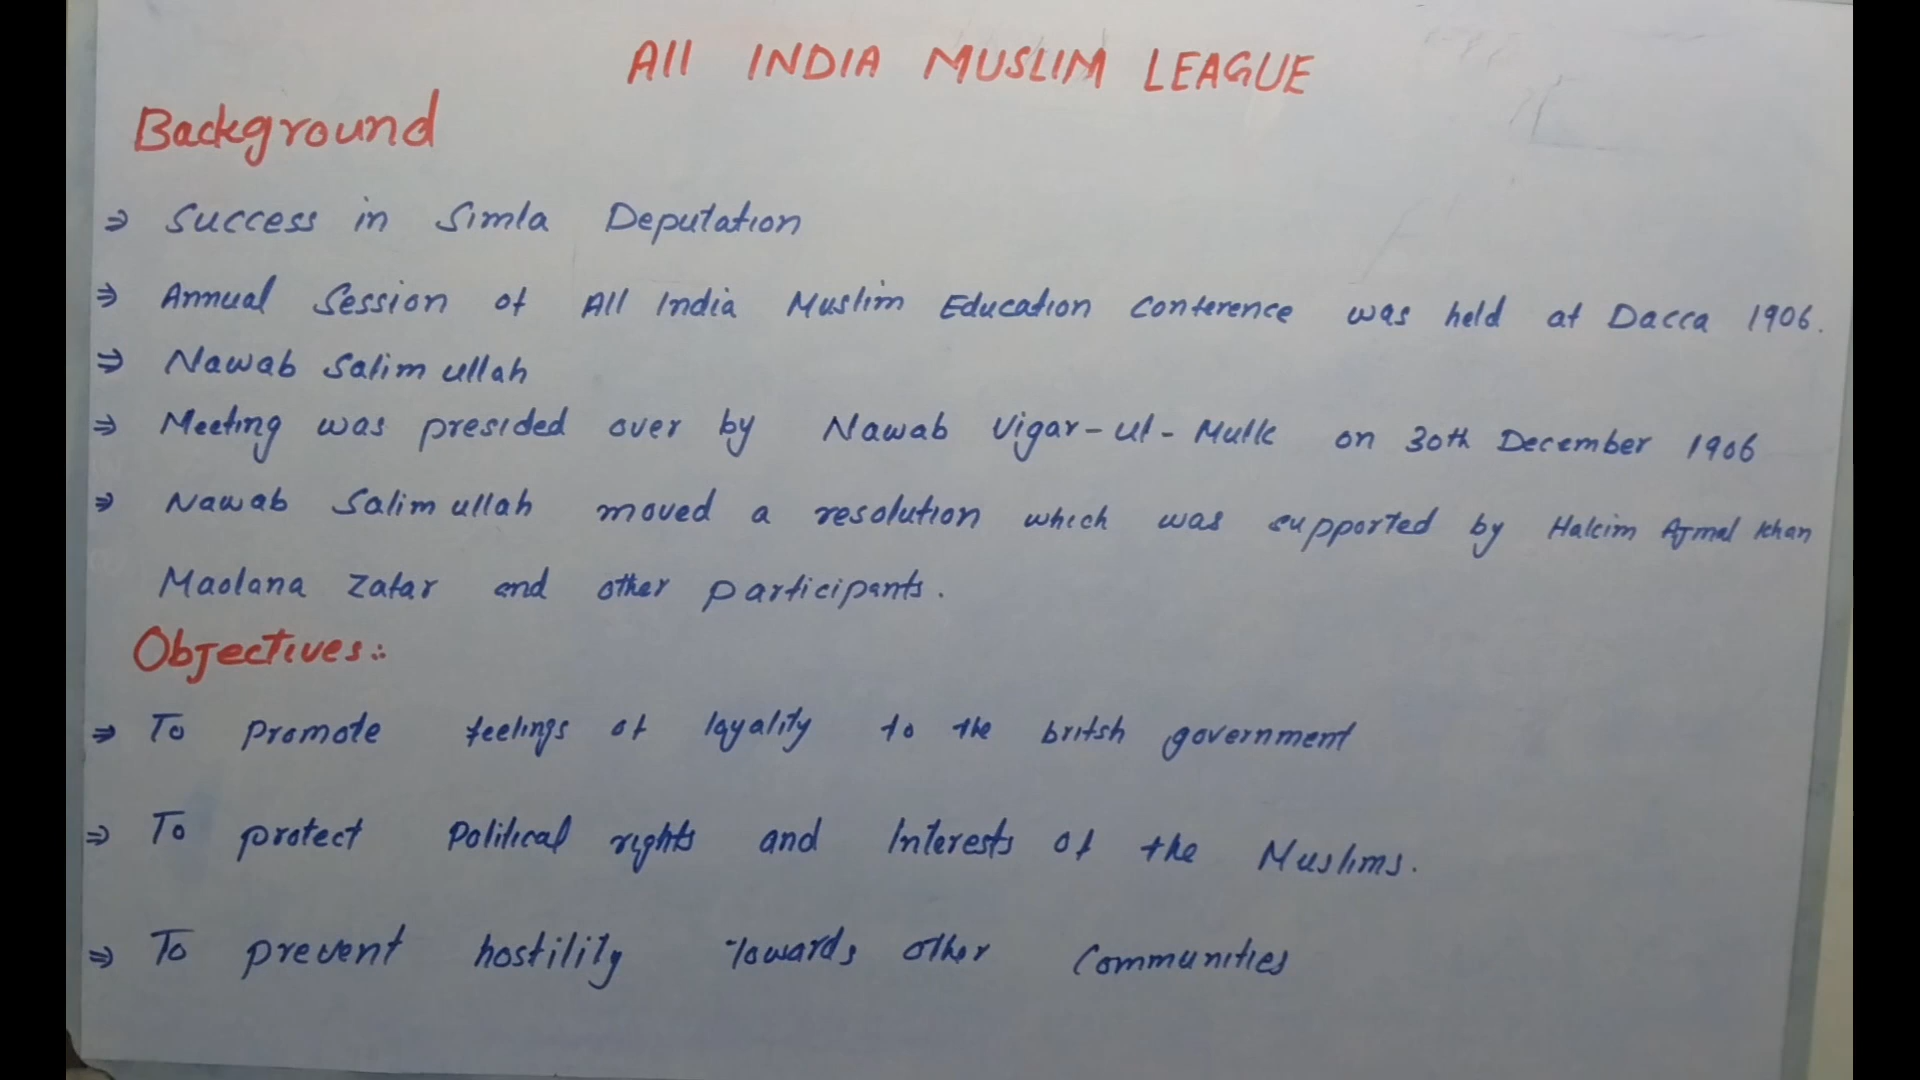 All INDIA MUSLIM LEAGUE
Background
⇒ Success in Simla Deputation
⇒ Annual Session of All India Muslim Education Conference was held at Dacca 1906.
⇒ Nawab Salim ullah
⇒ Meeting was presided over by Nawab Viqar-ul-Mulk on 30th December 1906
⇒ Nawab Salim ullah moved a resolution which was supported by Hakim Ajmal Khan
Maolana Zafar and other participants.
Objectives:
⇒ To promote feelings of loyality to the britsh government
⇒ To protect Political rights and Interests of the Muslims.
⇒ To prevent hostility towards other Communities